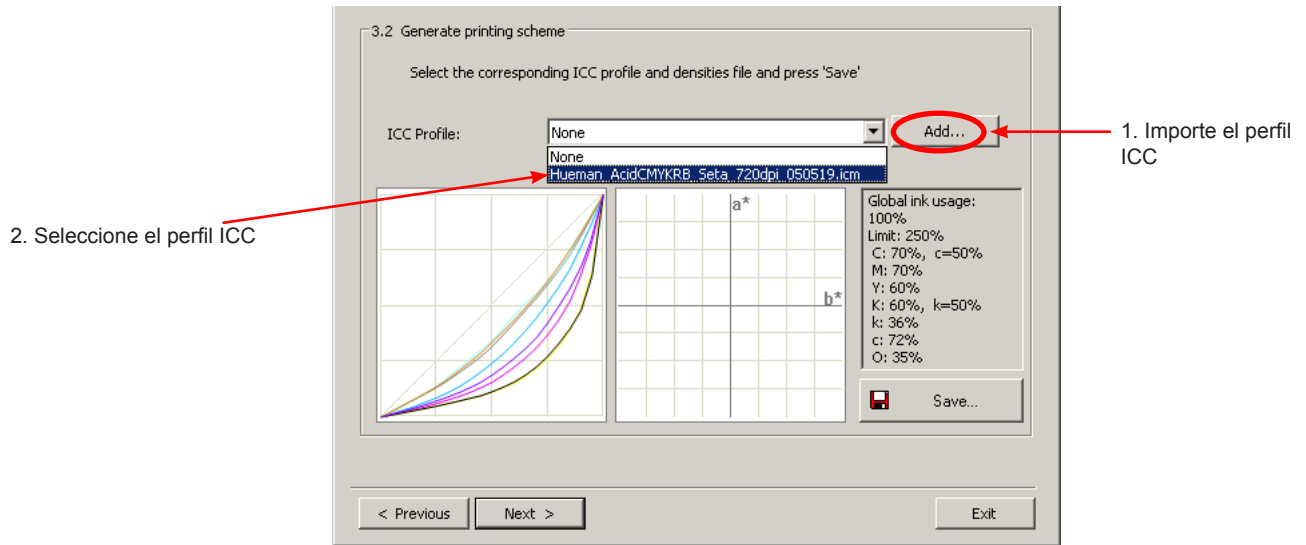 3.2 Generate printing scheme
Select the corresponding ICC profile and densities file and press 'Save'
ICC Profile:
None
Add...
1. Importe el perfil
ICC
None
Hueman_AcidCMYKRB_Seta_720dpi_050519.icm
2. Seleccione el perfil ICC
a*
b*
Global ink usage:
100%
Limit: 250%
C: 70%, c=50%
M: 70%
Y: 60%
K: 60%, k=50%
k: 36%
c: 72%
O: 35%
Save...
< Previous
Next >
Exit